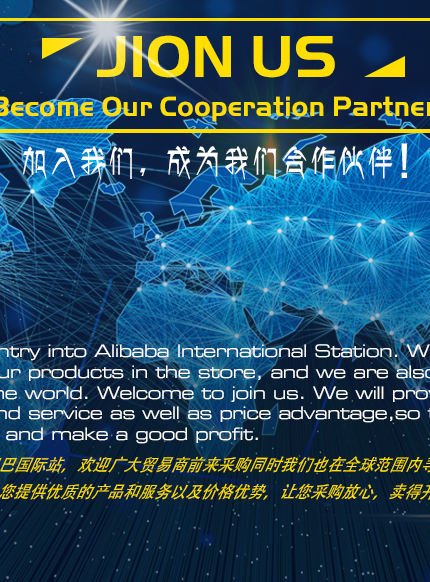 JION US
Become Our Cooperation Partner
加入我们，成为我们合作伙伴！
ntry into Alibaba International Station. W
ur products in the store, and we are also
he world. Welcome to join us. We will prov
nd service as well as price advantage,so t
and make a good profit.
巴国际站，欢迎广大贸易商前来采购同时我们也在全球范围内寻
您提供优质的产品和服务以及价格优势，让您采购放心，卖得开